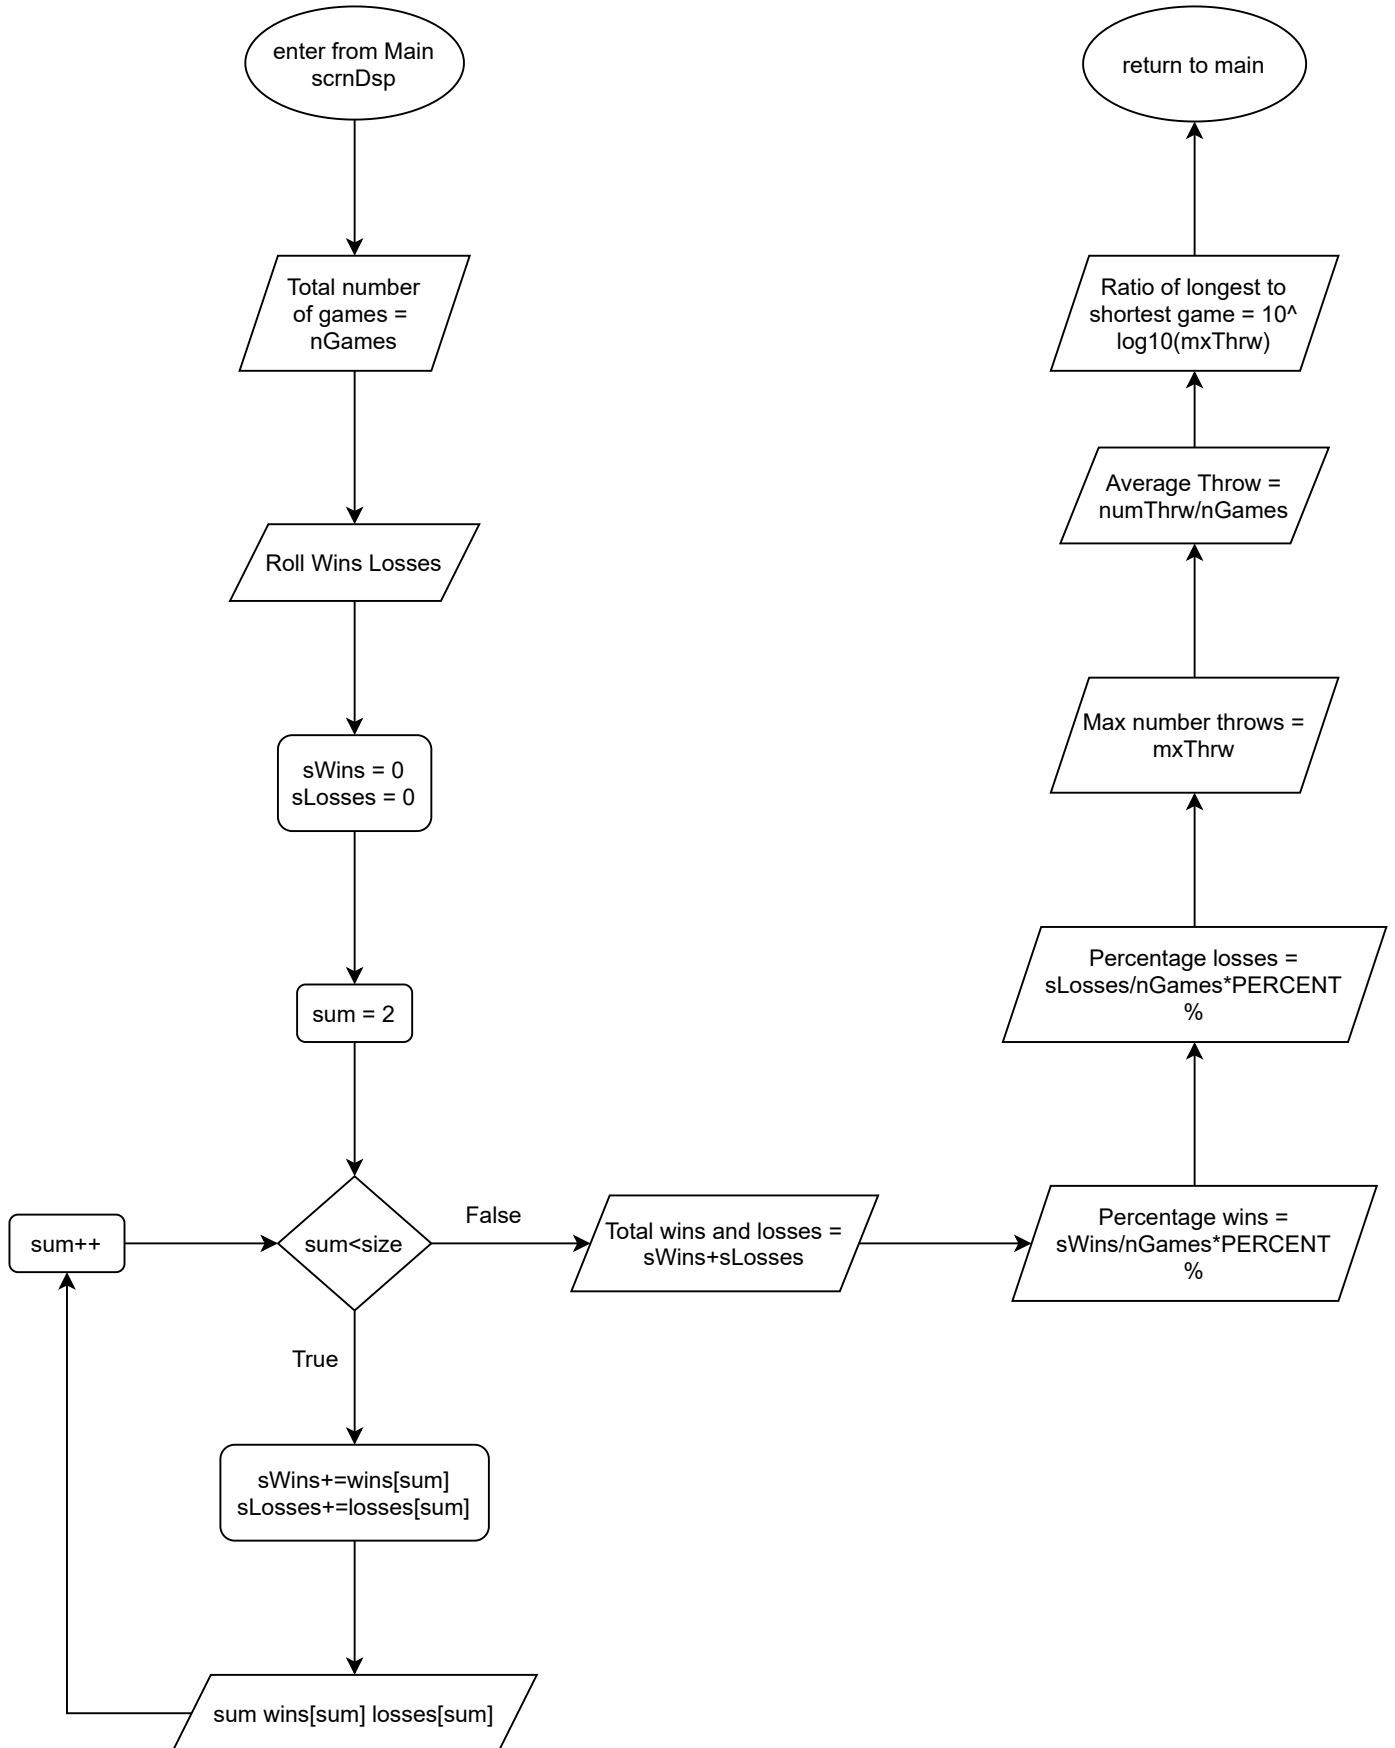 enter from Main
scrnDsp
Total number
of games =
nGames
Roll Wins Losses
sWins = 0
sLosses = 0
sum = 2
sum<size
True
False
sWins+=wins[sum]
sLosses+=losses[sum]
sum wins[sum] losses[sum]
sum++
Total wins and losses =
sWins+sLosses
Percentage wins =
sWins/nGames*PERCENT
%
Percentage losses =
sLosses/nGames*PERCENT
%
Max number throws =
mxThrw
Average Throw =
numThrw/nGames
Ratio of longest to
shortest game = 10^
log10(mxThrw)
return to main